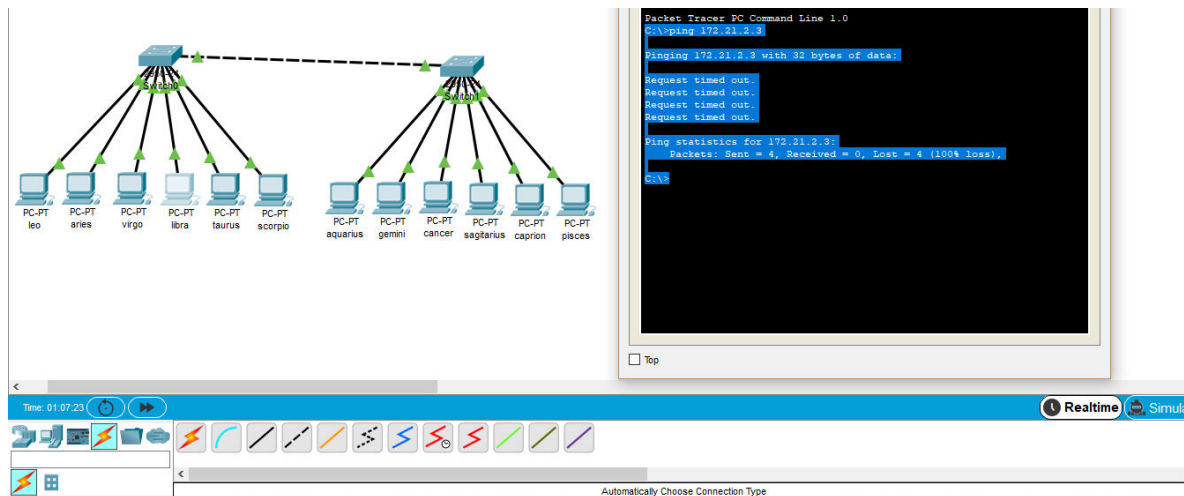 Packet Tracer PC Command Line 1.0
C:\>ping 172.21.2.3
Pinging 172.21.2.3 with 32 bytes of data:
Request timed out.
Request timed out.
Request timed out.
Request timed out.
Ping statistics for 172.21.2.3:
Packets: Sent = 4, Received = 0, Lost = 4 (100% loss),
C:\>
Switch0
Switch1
PC-PT
leo
PC-PT
aries
PC-PT
virgo
PC-PT
libra
PC-PT
taurus
PC-PT
scorpio
PC-PT
aquarius
PC-PT
gemini
PC-PT
cancer
PC-PT
sagitarius
PC-PT
caprion
PC-PT
pisces
Top
Time: 01:07:23
Realtime
Simula
Automatically Choose Connection Type